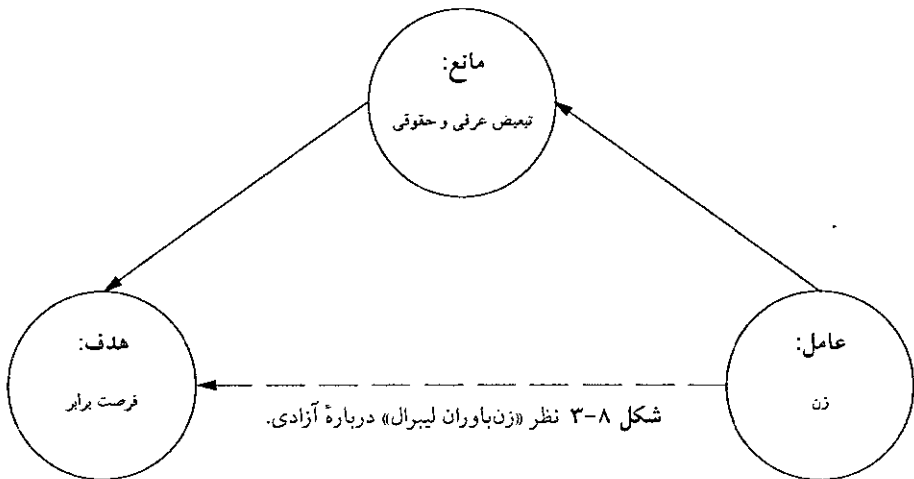 مانع:
تبعیض عرفی و حقوقی
عامل:
زن
هدف:
فرصت برابر
شکل ۸-۳ نظر «زن‌باوران لیبرال» دربارهٔ آزادی.